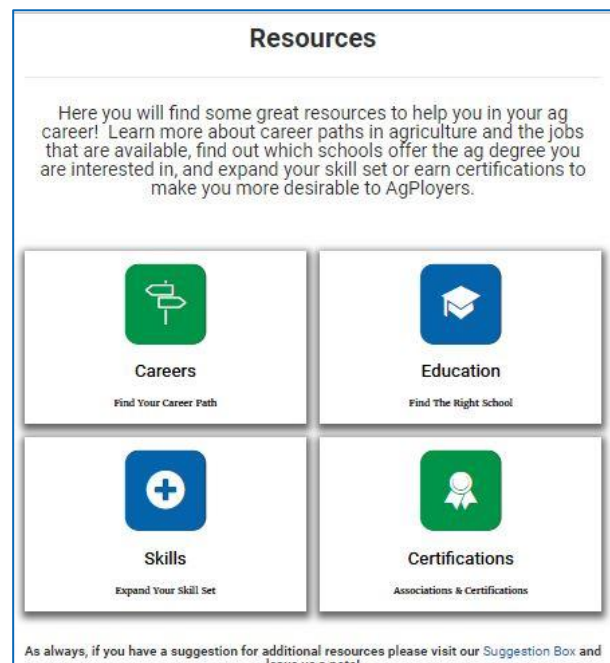 Resources
Here you will find some great resources to help you in your ag
career! Learn more about career paths in agriculture and the jobs
that are available, find out which schools offer the ag degree you
are interested in, and expand your skill set or earn certifications to
make you more desirable to AgPloyers.
Careers
Find Your Career Path
Education
Find The Right School
Skills
Expand Your Skill Set
Certifications
Associations & Certifications
As always, if you have a suggestion for additional resources please visit our Suggestion Box and